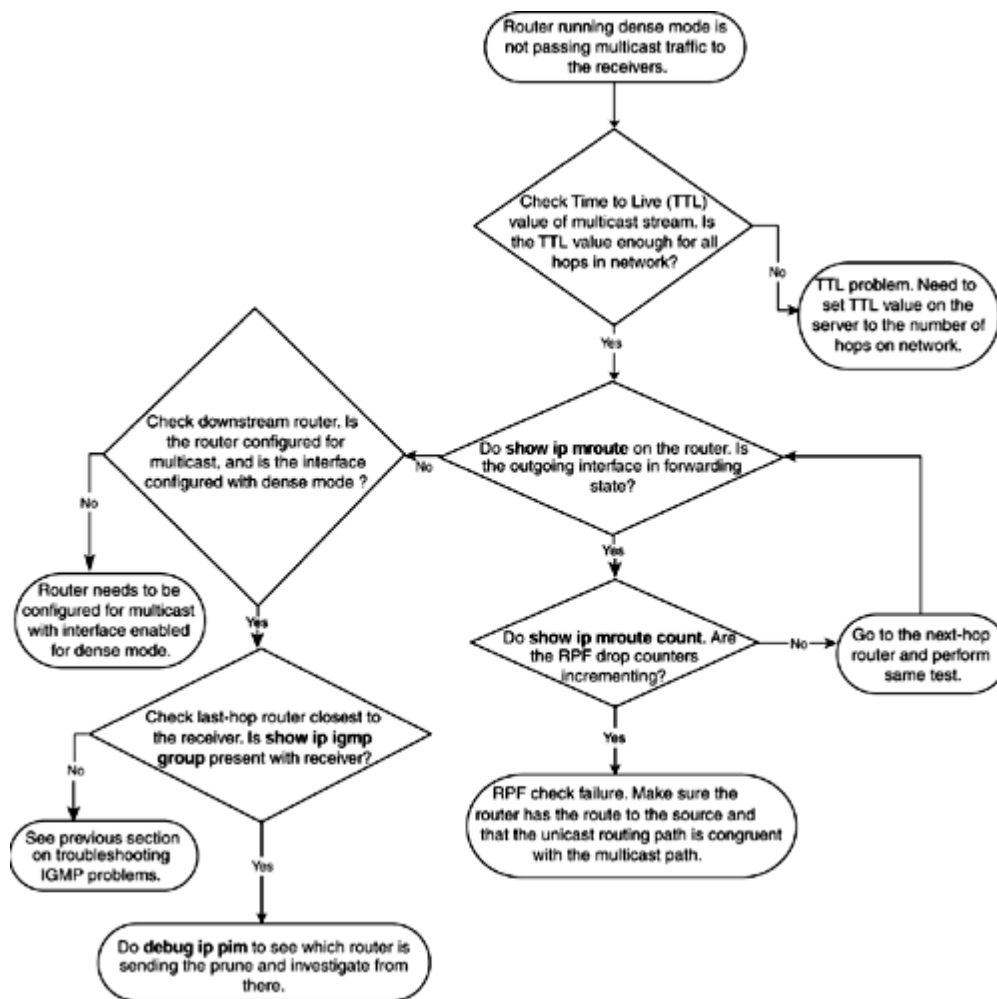 Router running dense mode is
not passing multicast traffic to
the receivers.
Check Time to Live (TTL)
value of multicast stream. Is
the TTL value enough for all
hops in network?
No
TTL problem. Need to
set TTL value on the
server to the number of
hops on network.
Yes
Do show ip mroute on the router. Is
the outgoing interface in forwarding
state?
No
Check downstream router. Is
the router configured for
multicast, and is the interface
configured with dense mode ?
No
Router needs to be
configured for multicast
with interface enabled
for dense mode.
Yes
Check last-hop router closest to
the receiver. Is show ip igmp
group present with receiver?
No
See previous section
on troubleshooting
IGMP problems.
Yes
Do debug ip pim to see which router is
sending the prune and investigate from
there.
Yes
Do show ip mroute count. Are
the RPF drop counters
incrementing?
No
Go to the next-hop
router and perform
same test.
Yes
RPF check failure. Make sure the
router has the route to the source and
that the unicast routing path is congruent
with the multicast path.